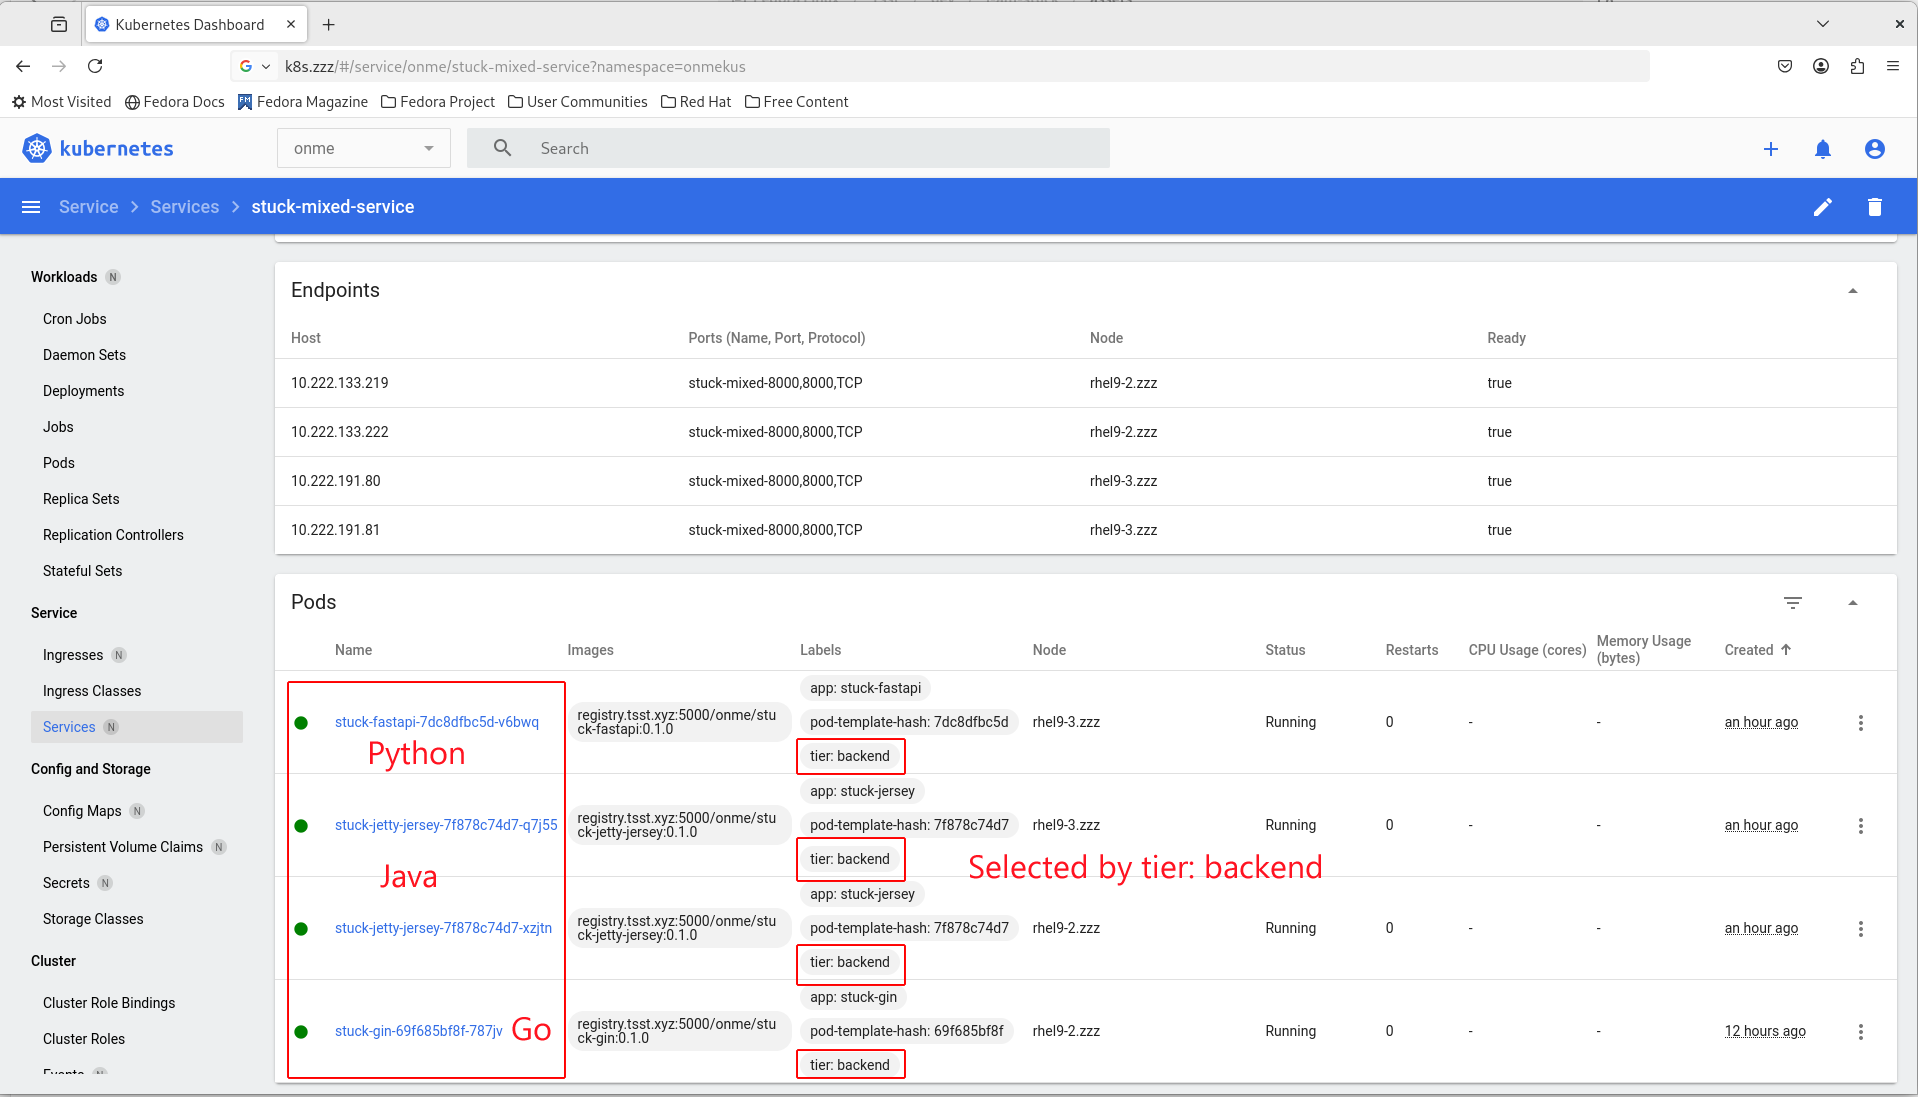 Kubernetes Dashboard
k8s.zzz/#/service/onme/stuck-mixed-service?namespace=onmekus
Most Visited Fedora Docs Fedora Magazine Fedora Project User Communities Red Hat Free Content
kubernetes onme Search
Service Services stuck-mixed-service
Workloads N
Cron Jobs
Daemon Sets
Deployments
Jobs
Pods
Replica Sets
Replication Controllers
Stateful Sets
Service
Ingresses N
Ingress Classes
Services N
Config and Storage
Config Maps N
Persistent Volume Claims N
Secrets N
Storage Classes
Cluster
Cluster Role Bindings
Cluster Roles
Events N
Endpoints
Host Ports (Name, Port, Protocol) Node Ready
10.222.133.219 stuck-mixed-8000,8000,TCP rhel9-2.zzz true
10.222.133.222 stuck-mixed-8000,8000,TCP rhel9-2.zzz true
10.222.191.80 stuck-mixed-8000,8000,TCP rhel9-3.zzz true
10.222.191.81 stuck-mixed-8000,8000,TCP rhel9-3.zzz true
Pods
Name Images Labels Node Status Restarts CPU Usage (cores) Memory Usage (bytes) Created
app: stuck-fastapi
stuck-fastapi-7dc8dfbc5d-v6bwq registry.tsst.xyz:5000/onme/stu
ck-fastapi:0.1.0 pod-template-hash: 7dc8dfbc5d rhel9-3.zzz Running 0 - - an hour ago
Python tier: backend
app: stuck-jersey
stuck-jetty-jersey-7f878c74d7-q7j55 registry.tsst.xyz:5000/onme/stu
ck-jetty-jersey:0.1.0 pod-template-hash: 7f878c74d7 rhel9-3.zzz Running 0 - - an hour ago
Java tier: backend Selected by tier: backend
app: stuck-jersey
stuck-jetty-jersey-7f878c74d7-xzjtn registry.tsst.xyz:5000/onme/stu
ck-jetty-jersey:0.1.0 pod-template-hash: 7f878c74d7 rhel9-2.zzz Running 0 - - an hour ago
tier: backend
app: stuck-gin
stuck-gin-69f685bf8f-787jv Go registry.tsst.xyz:5000/onme/stu
ck-gin:0.1.0 pod-template-hash: 69f685bf8f rhel9-2.zzz Running 0 - - 12 hours ago
tier: backend